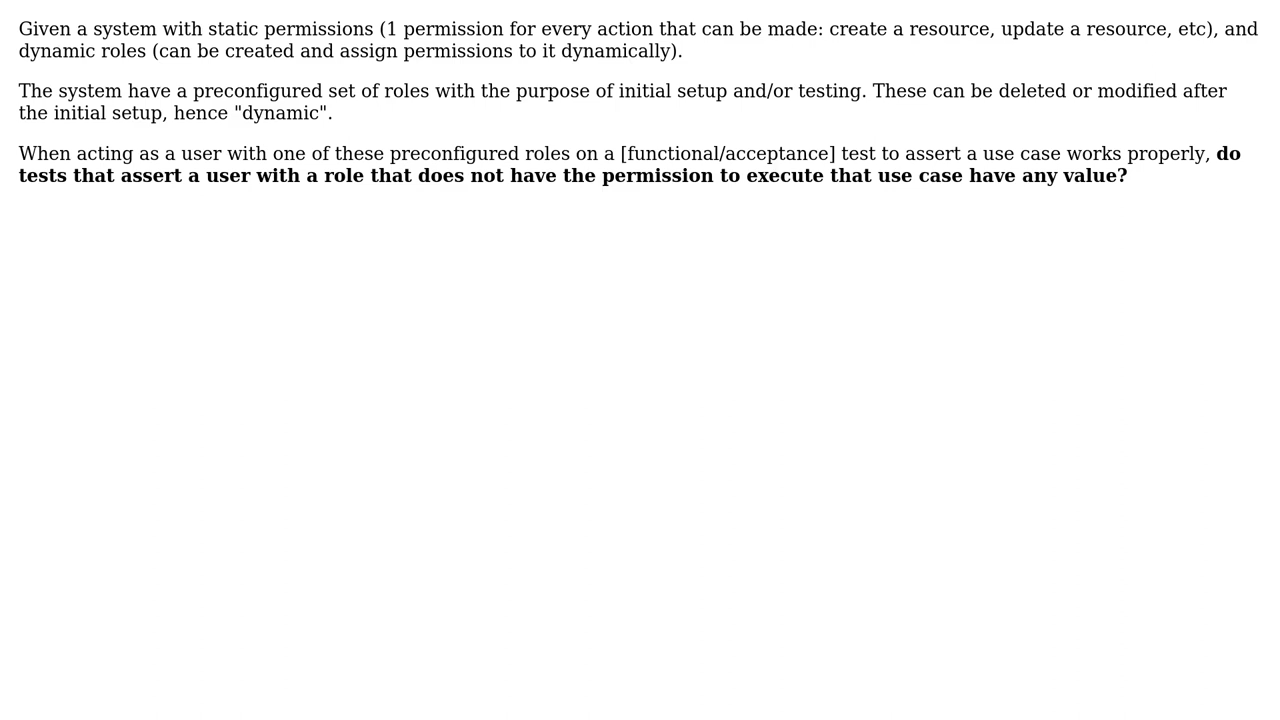 Given a system with static permissions (1 permission for every action that can be made: create a resource, update a resource, etc), and
dynamic roles (can be created and assign permissions to it dynamically).
The system have a preconfigured set of roles with the purpose of initial setup and/or testing. These can be deleted or modified after
the initial setup, hence "dynamic".
When acting as a user with one of these preconfigured roles on a [functional/acceptance] test to assert a use case works properly, do
tests that assert a user with a role that does not have the permission to execute that use case have any value?